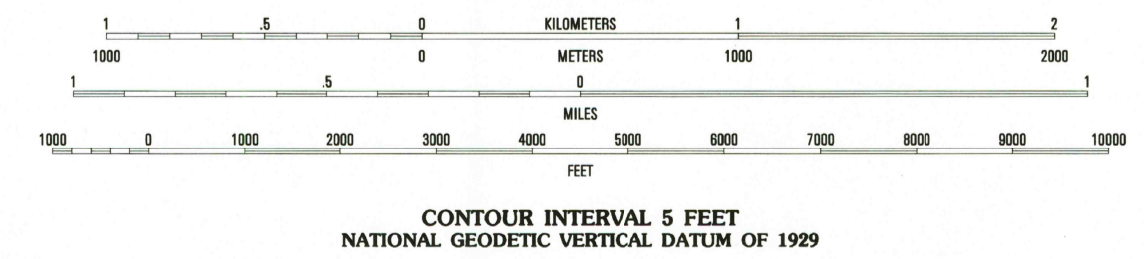 1 .5 0 KILOMETERS 1 2
1000 0 METERS 1000 2000
1 .5 0 1
MILES
1000 0 1000 2000 3000 4000 5000 6000 7000 8000 9000 10000
FEET
CONTOUR INTERVAL 5 FEET
NATIONAL GEODETIC VERTICAL DATUM OF 1929